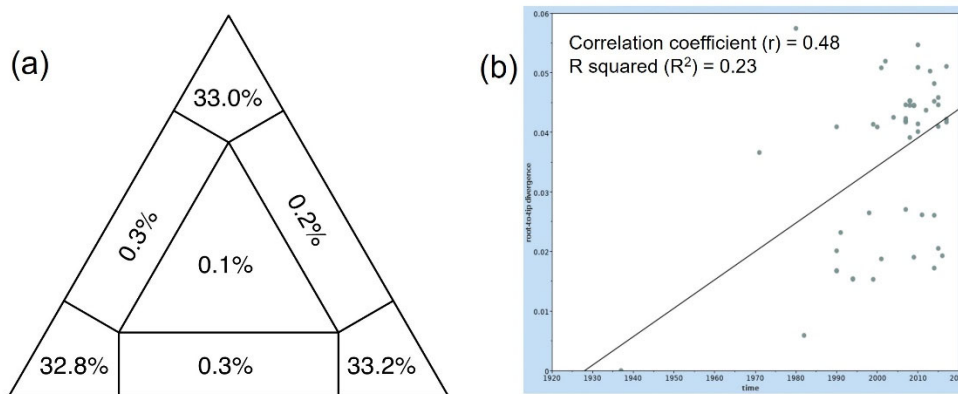 (a)
33.0%
0.3%
0.2%
0.1%
32.8%
0.3%
33.2%
(b)
Correlation coefficient (r) = 0.48
R squared (R²) = 0.23
0.06
0.05
0.04
0.03
0.02
0.01
0
root-to-tip divergence
1920 1930 1940 1950 1960 1970 1980 1990 2000 2010
time